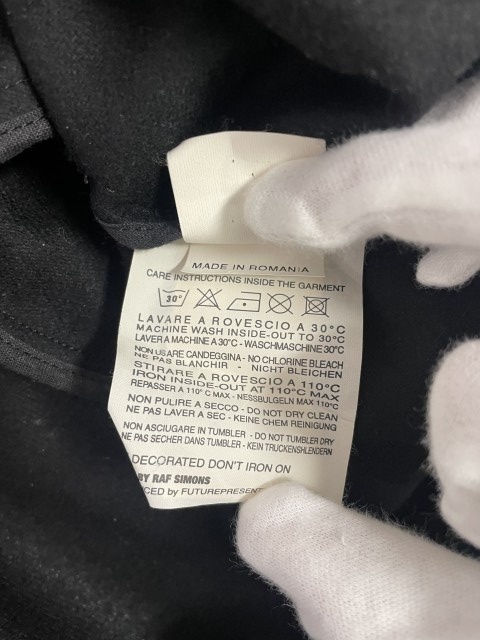 MADE IN ROMANIA
CARE INSTRUCTIONS INSIDE THE GARMENT
30°
LAVARE A ROVESCIO A 30°C
MACHINE WASH INSIDE-OUT TO 30°C
LAVER A MACHINE A 30°C - WASCHMASCHINE 30°C
NON USARE CANDEGGINA - NO CHLORINE BLEACH
NE PAS BLANCHIR - NICHT BLEICHEN
STIRARE A ROVESCIO A 110°C
IRON INSIDE-OUT AT 110°C MAX
REPASSER A 110° C MAX - NESSBULGELN MAX 110°C
NON PULIRE A SECCO - DO NOT DRY CLEAN
NE PAS LAVER A SEC - KEINE CHEM REINIGUNG
NON ASCIUGARE IN TUMBLER - DO NOT TUMBLE DRY
NE PAS SECHER DANS TUMBLER - KEIN TRUCKENSHLENDERN
DECORATED DON'T IRON ON
BY RAF SIMONS
CED by FUTUREPRESENT